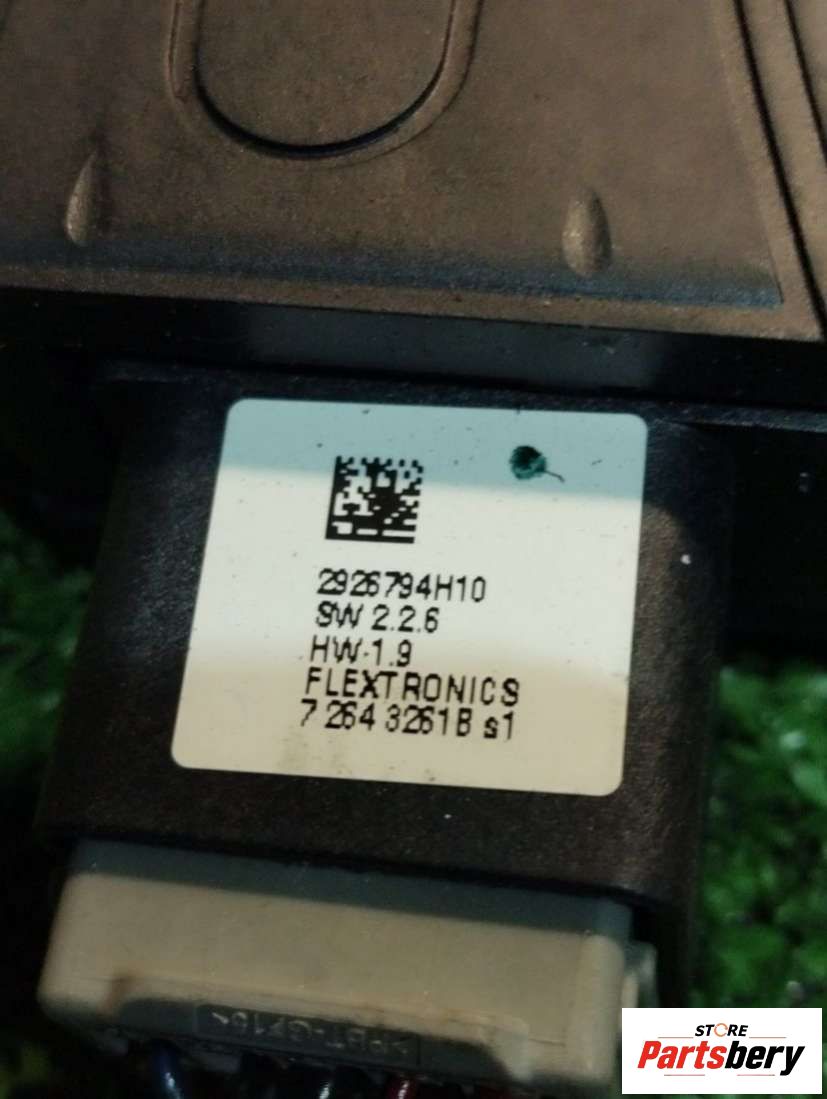 2926794H10
SW 2.2.6
HW 1.9
FLEXTRONICS
7 264 3261B s1
STORE
Partsbery